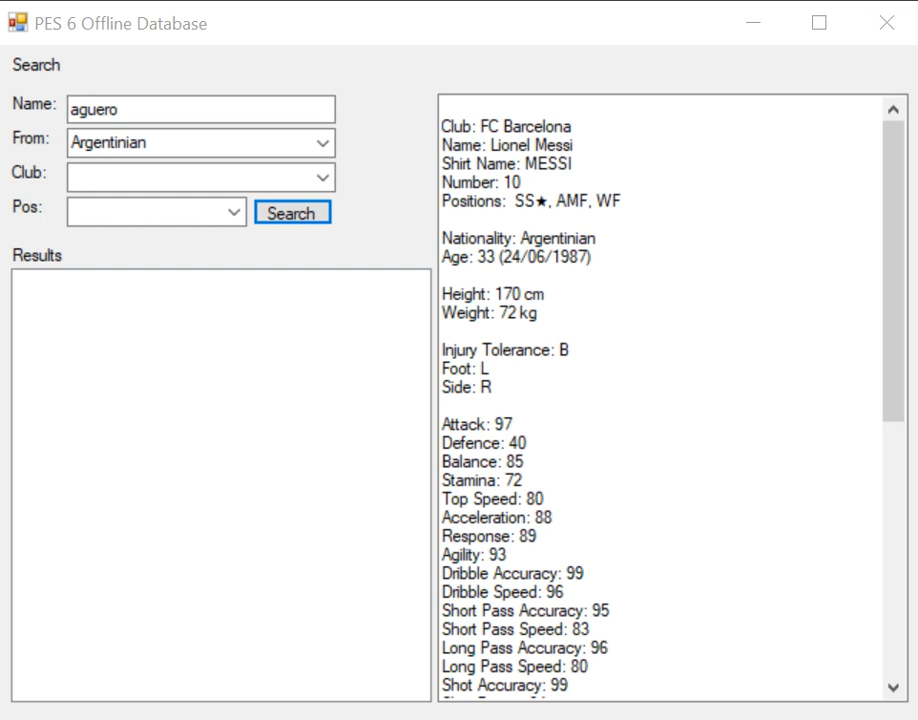 PES 6 Offline Database
Search
Name: aguero
From: Argentinian
Club:
Pos:
Search
Results
Club: FC Barcelona
Name: Lionel Messi
Shirt Name: MESSI
Number: 10
Positions: SS★, AMF, WF
Nationality: Argentinian
Age: 33 (24/06/1987)
Height: 170 cm
Weight: 72 kg
Injury Tolerance: B
Foot: L
Side: R
Attack: 97
Defence: 40
Balance: 85
Stamina: 72
Top Speed: 80
Acceleration: 88
Response: 89
Agility: 93
Dribble Accuracy: 99
Dribble Speed: 96
Short Pass Accuracy: 95
Short Pass Speed: 83
Long Pass Accuracy: 96
Long Pass Speed: 80
Shot Accuracy: 99